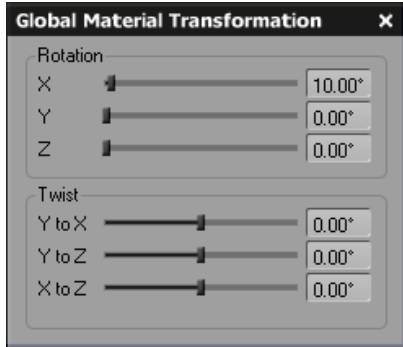 Global Material Transformation ×
Rotation
X 10.00°
Y 0.00°
Z 0.00°
Twist
Y to X 0.00°
Y to Z 0.00°
X to Z 0.00°